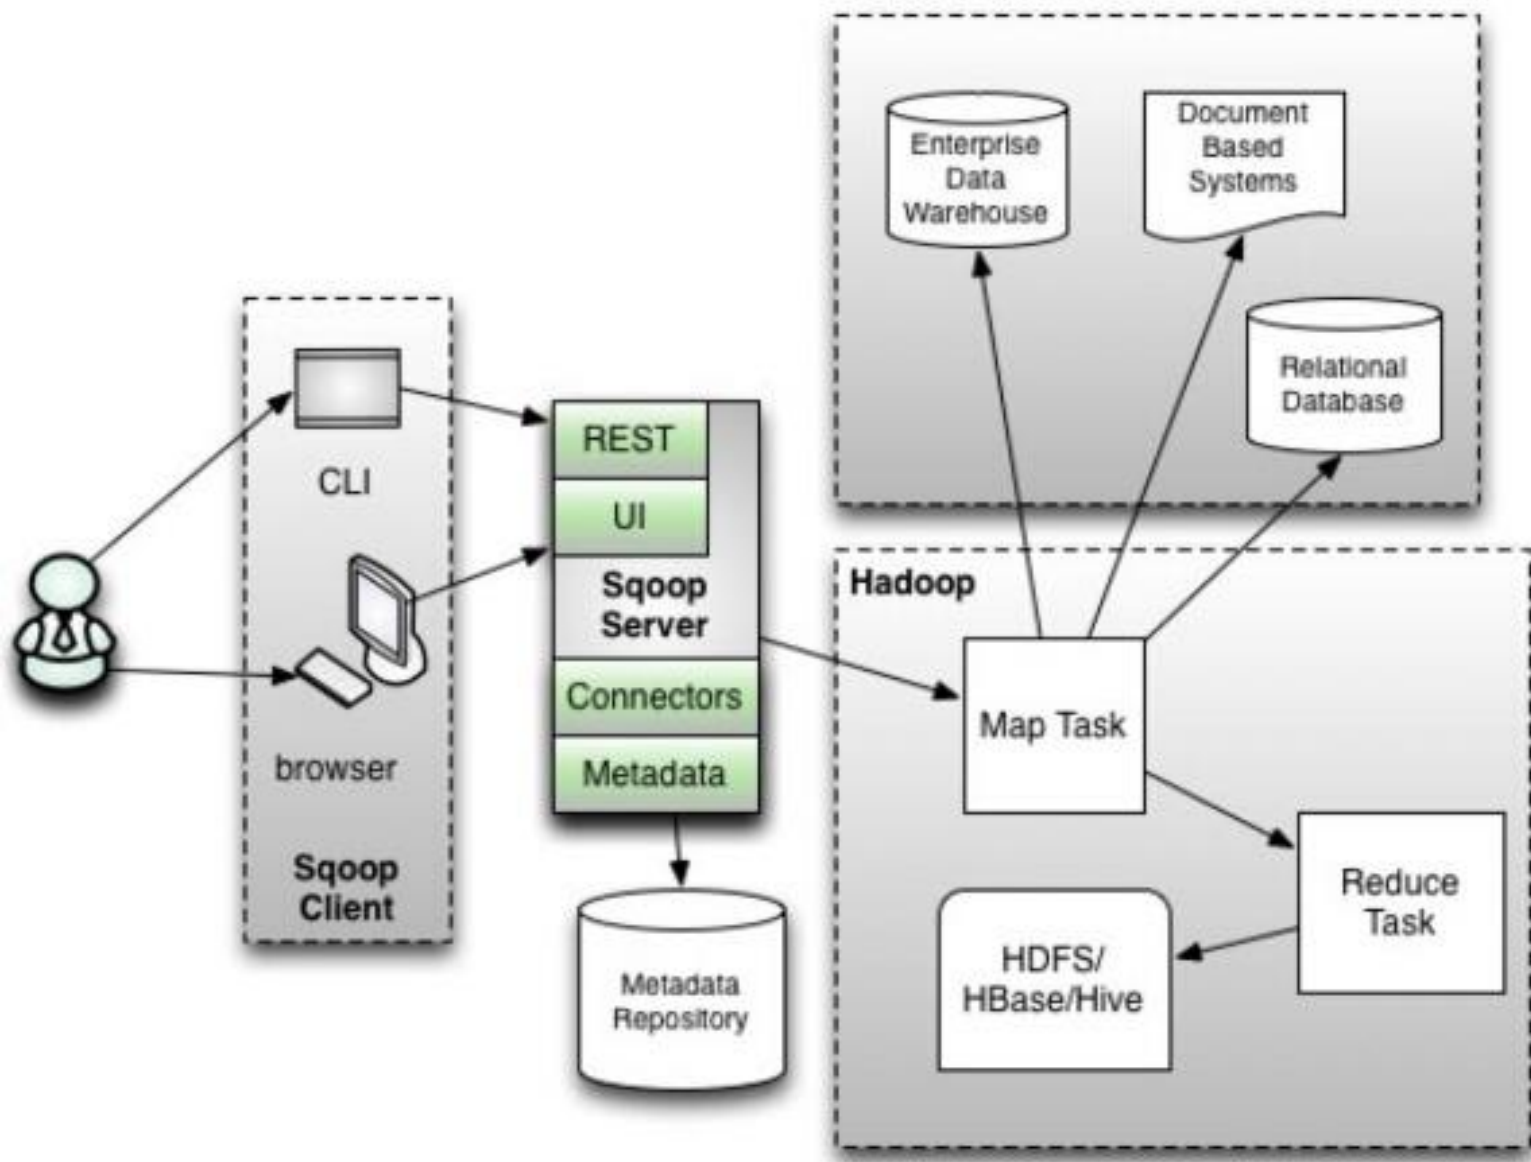 Enterprise
Data
Warehouse
Document
Based
Systems
Relational
Database
CLI
browser
Sqoop
Client
REST
UI
Sqoop
Server
Connectors
Metadata
Metadata
Repository
Hadoop
Map Task
Reduce
Task
HDFS/
HBase/Hive